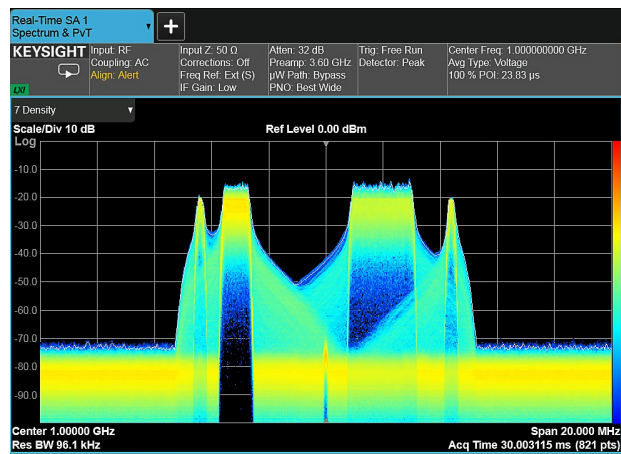 Real-Time SA 1
Spectrum & PvT
KEYSIGHT
LXI
Input: RF
Coupling: AC
Align: Alert
Input Z: 50 Ω
Corrections: Off
Freq Ref: Ext (S)
IF Gain: Low
Atten: 32 dB
Preamp: 3.60 GHz
µW Path: Bypass
PNO: Best Wide
Trig: Free Run
Detector: Peak
Center Freq: 1.000000000 GHz
Avg Type: Voltage
100 % POI: 23.83 µs
7 Density
Scale/Div 10 dB
Ref Level 0.00 dBm
Log
-10.0
-20.0
-30.0
-40.0
-50.0
-60.0
-70.0
-80.0
-90.0
Center 1.00000 GHz
Span 20.000 MHz
Res BW 96.1 kHz
Acq Time 30.003115 ms (821 pts)